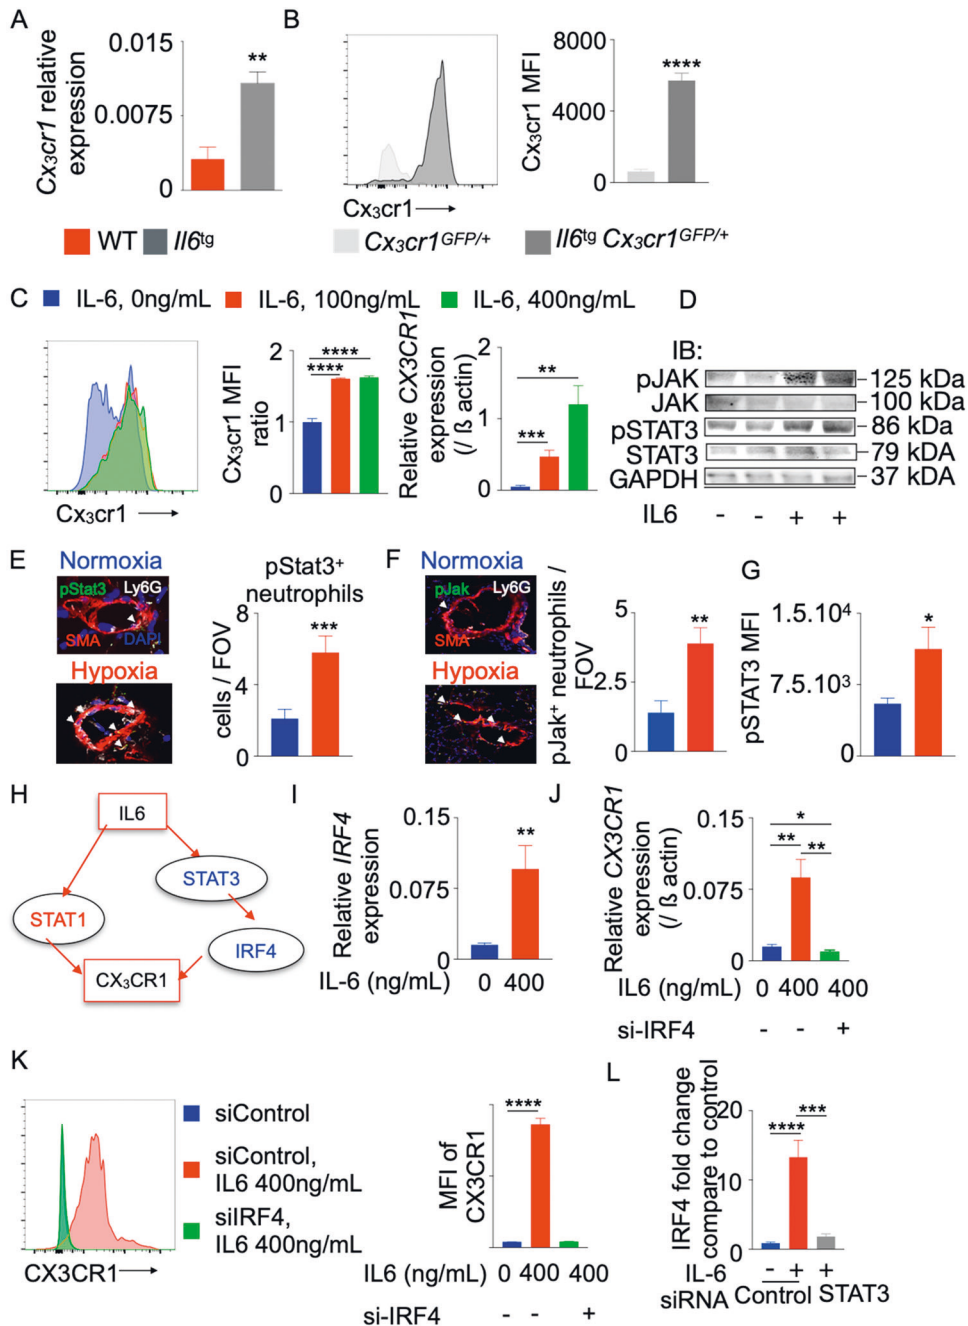 A
Cx3cr1 relative
expression
0.015
0.0075
0
**
WT
Il6tg
B
Cx3cr1
Cx3cr1 MFI
8000
4000
0
****
Cx3cr1GFP/+
Il6tg Cx3cr1GFP/+
C
IL-6, 0ng/mL
IL-6, 100ng/mL
IL-6, 400ng/mL
Cx3cr1
Cx3cr1 MFI
ratio
2
1
0
****
****
Relative CX3CR1
expression
(/ ß actin)
2
1
0
**
***
D
IB:
pJAK
125 kDa
JAK
100 kDa
pSTAT3
86 kDa
STAT3
79 kDA
GAPDH
37 kDA
IL6 - - + +
E
Normoxia
pStat3
Ly6G
SMA
DAPI
Hypoxia
pStat3+
neutrophils
cells / FOV
8
4
0
***
F
Normoxia
pJak
Ly6G
SMA
Hypoxia
pJak+ neutrophils /
FOV
5
2.5
0
**
G
pSTAT3 MFI
1.5.10⁴
7.5.10³
0
*
H
IL6
STAT3
STAT1
IRF4
CX3CR1
I
Relative IRF4
expression
0.15
0.075
0
**
IL-6 (ng/mL) 0 400
J
Relative CX3CR1
expression
(/ ß actin)
0.15
0.075
0
*
** **
IL6 (ng/mL) 0 400 400
si-IRF4 - - +
K
CX3CR1
siControl
siControl,
IL6 400ng/mL
siIRF4,
IL6 400ng/mL
MFI of
CX3CR1
****
IL6 (ng/mL) 0 400 400
si-IRF4 - - +
L
IRF4 fold change
compare to control
20
10
0
**** ***
IL-6 - + +
siRNA Control STAT3